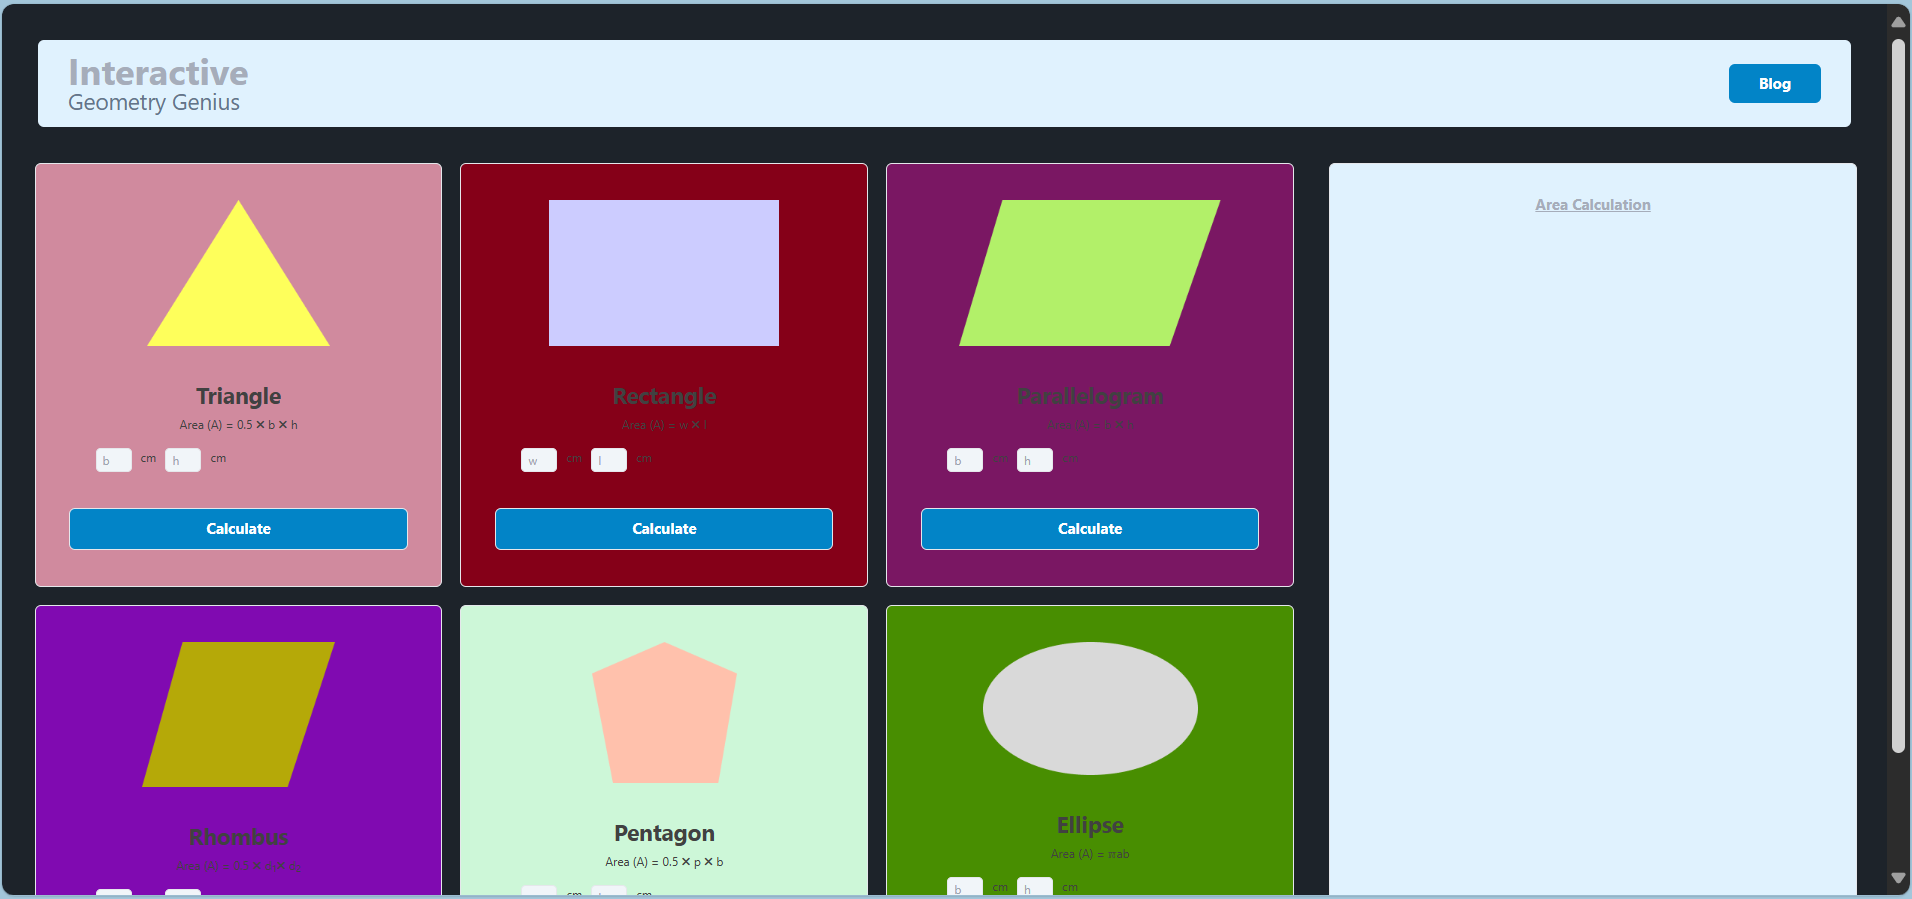 Interactive
Geometry Genius
Blog
Area Calculation
Triangle
Area (A) = 0.5 ✕ b ✕ h
b cm h cm
Calculate
Rectangle
Area (A) = w ✕ l
w cm l cm
Calculate
Parallelogram
Area (A) = b ✕ h
b cm h cm
Calculate
Rhombus
Area (A)
Pentagon
Area (A) = 0.5 ✕ p ✕ b
cm cm
Ellipse
Area (A) = πab
b cm h cm